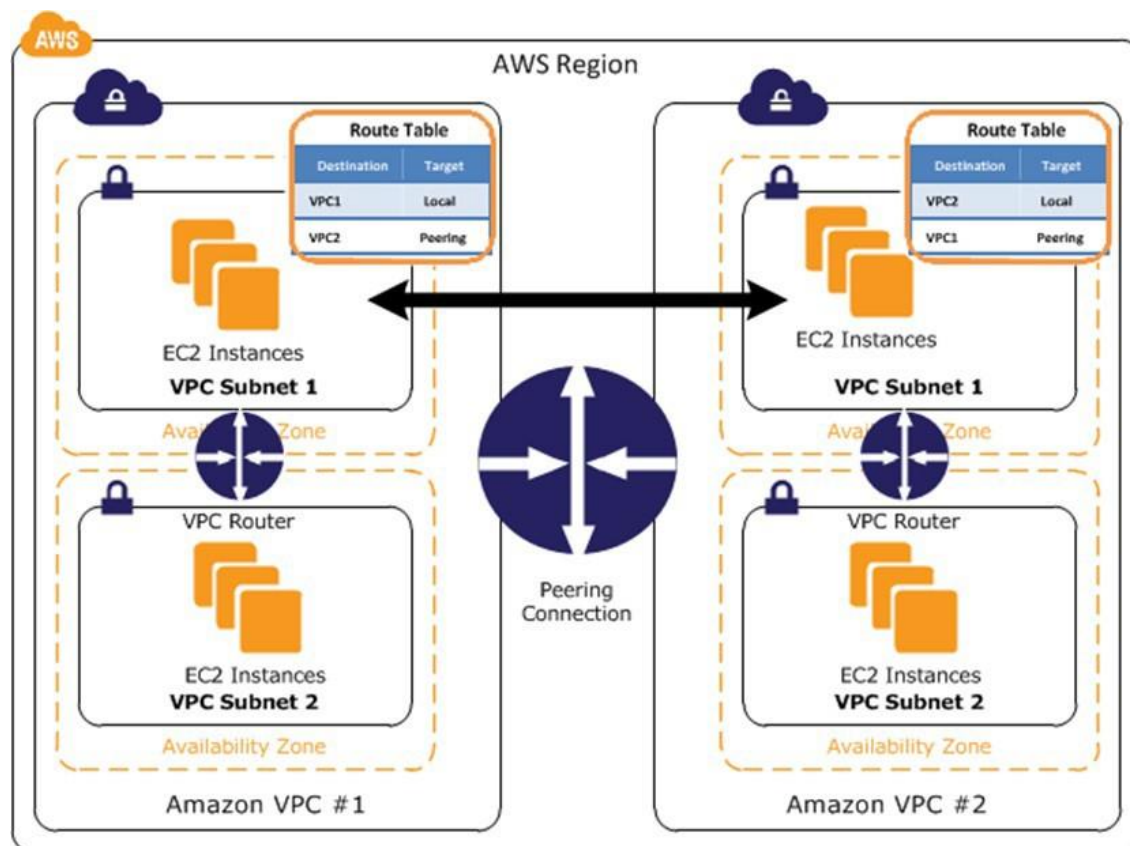 AWS
AWS Region
Route Table
Destination Target
VPC1 Local
VPC2 Peering
EC2 Instances
VPC Subnet 1
Availability Zone
VPC Router
EC2 Instances
VPC Subnet 2
Availability Zone
Amazon VPC #1
Peering
Connection
Route Table
Destination Target
VPC2 Local
VPC1 Peering
EC2 Instances
VPC Subnet 1
Availability Zone
VPC Router
EC2 Instances
VPC Subnet 2
Availability Zone
Amazon VPC #2